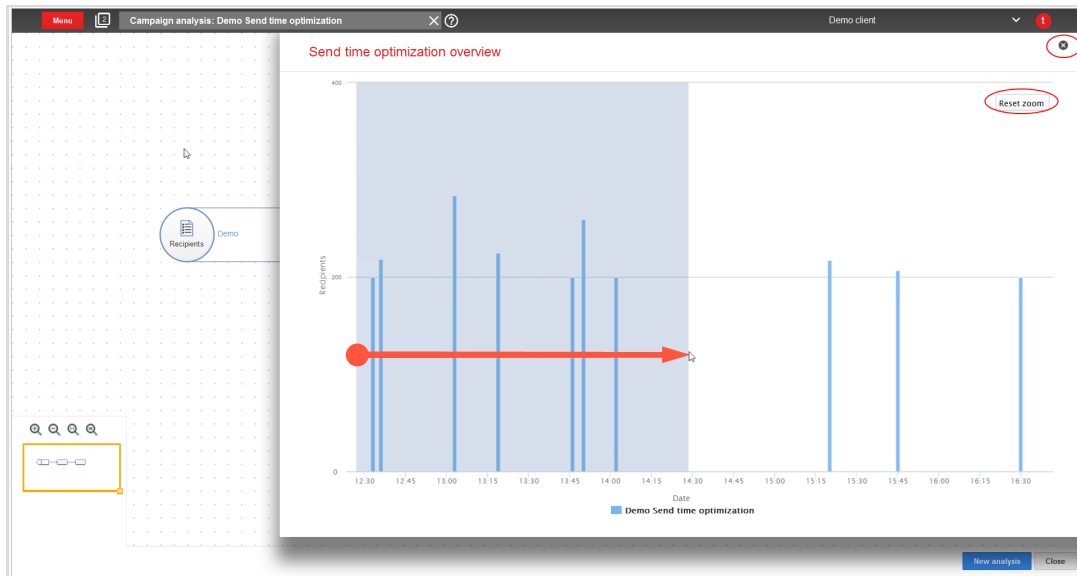 Menu 2 Campaign analysis: Demo Send time optimization Demo client t
Send time optimization overview
400
Reset zoom
Recipients
Demo
Recipients
200
0
12:30 12:45 13:00 13:15 13:30 13:45 14:00 14:15 14:30 14:45 15:00 15:15 15:30 15:45 16:00 16:15 16:30
Date
Demo Send time optimization
New analysis Close